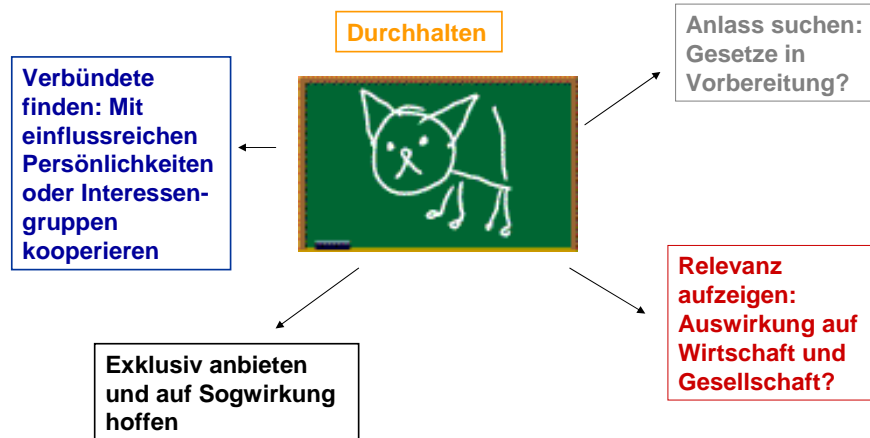 Durchhalten
Anlass suchen:
Gesetze in
Vorbereitung?
Verbündete
finden: Mit
einflussreichen
Persönlichkeiten
oder Interessen-
gruppen
kooperieren
Relevanz
aufzeigen:
Auswirkung auf
Wirtschaft und
Gesellschaft?
Exklusiv anbieten
und auf Sogwirkung
hoffen